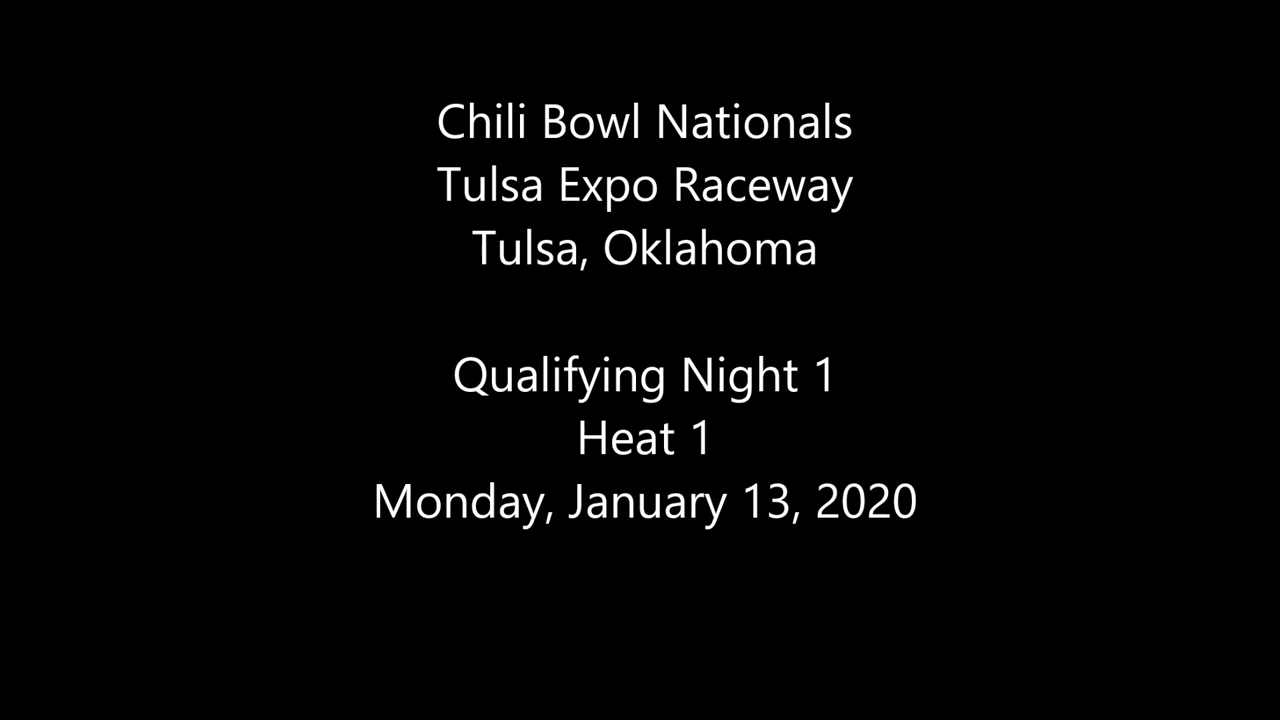 Chili Bowl Nationals
Tulsa Expo Raceway
Tulsa, Oklahoma
Qualifying Night 1
Heat 1
Monday, January 13, 2020